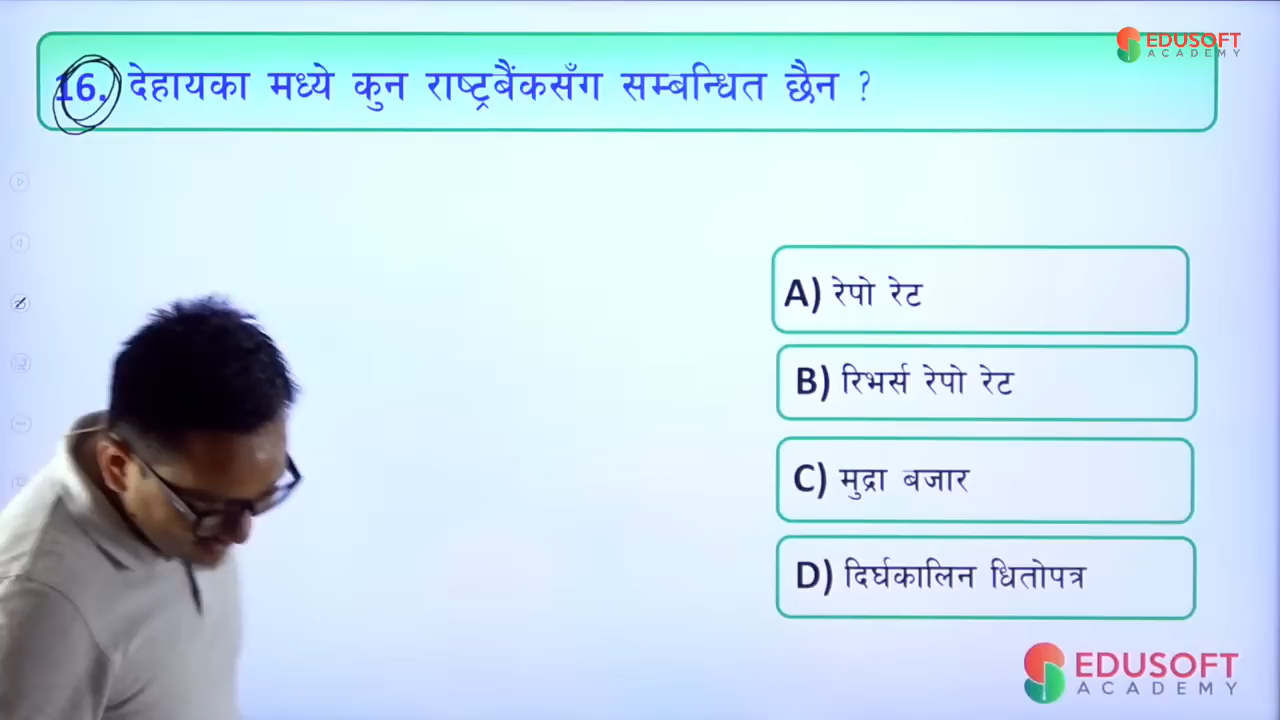 EDUSOFT
ACADEMY
16. देहायका मध्ये कुन राष्ट्रबैंकसँग सम्बन्धित छैन ?
A) रेपो रेट
B) रिभर्स रेपो रेट
C) मुद्रा बजार
D) दिर्घकालिन धितोपत्र
EDUSOFT
ACADEMY